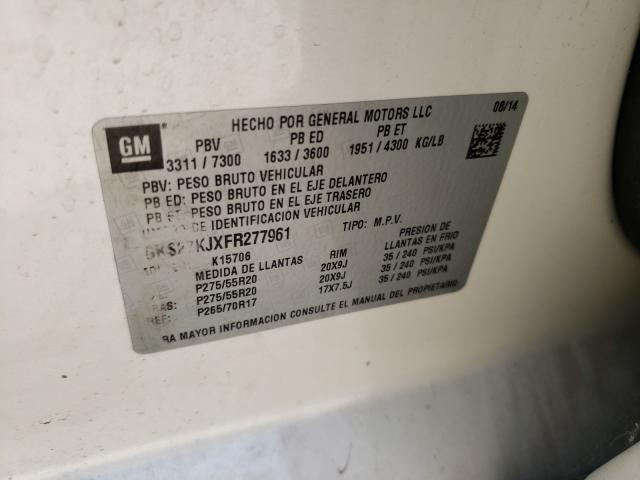 GM
HECHO POR GENERAL MOTORS LLC 08/14
PBV PB ED PB ET
3311 / 7300 1633 / 3600 1951 / 4300 KG/LB
PBV: PESO BRUTO VEHICULAR
PB ED: PESO BRUTO EN EL EJE DELANTERO
PB ET: PESO BRUTO EN EL EJE TRASERO
DE IDENTIFICACION VEHICULAR
KJXFR277961 TIPO: M.P.V.
K15706 PRESION DE
MEDIDA DE LLANTAS RIM LLANTAS EN FRIO
P275/55R20 20X9J 35 / 240 PSI/KPA
P275/55R20 20X9J 35 / 240 PSI/KPA
REF: P265/70R17 17X7.5J 35 / 240 PSI/KPA
RA MAYOR INFORMACION CONSULTE EL MANUAL DEL PROPIETARIO